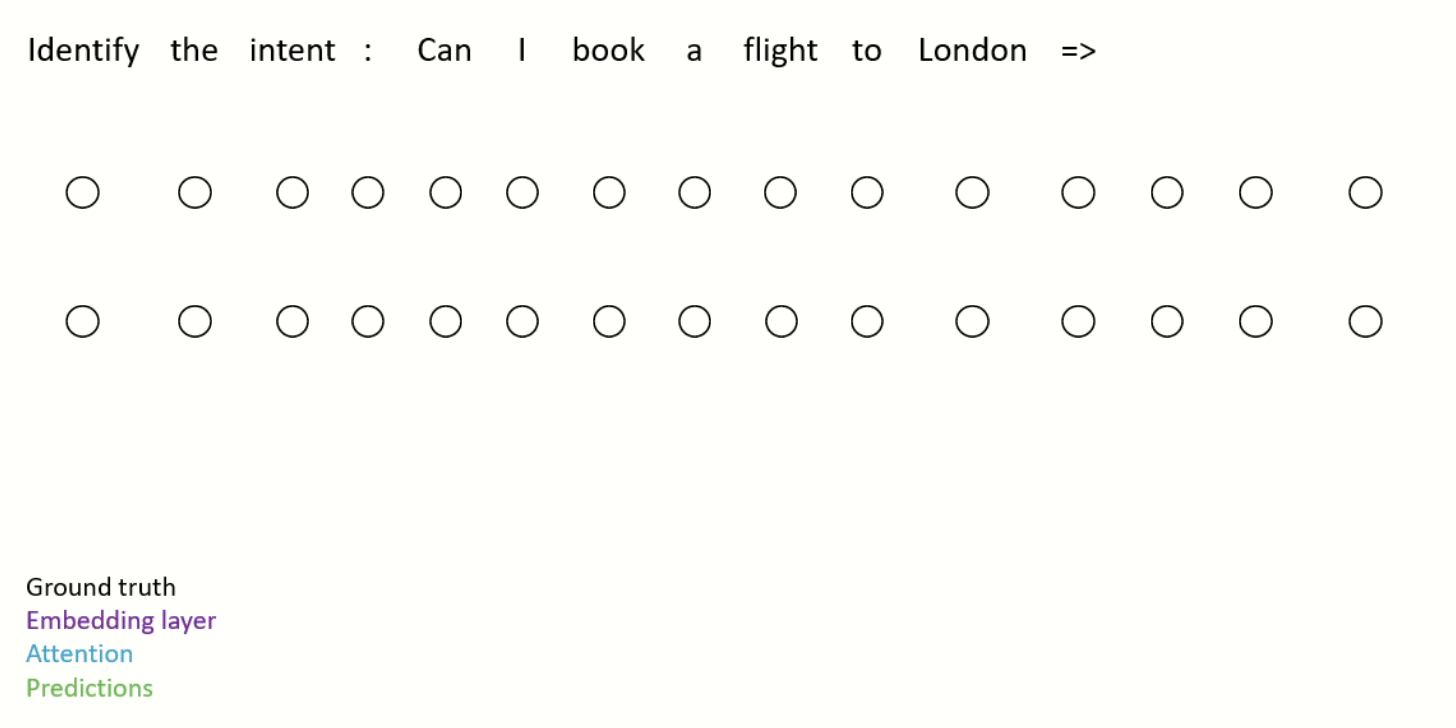 Identify the intent : Can I book a flight to London =>
Ground truth
Embedding layer
Attention
Predictions